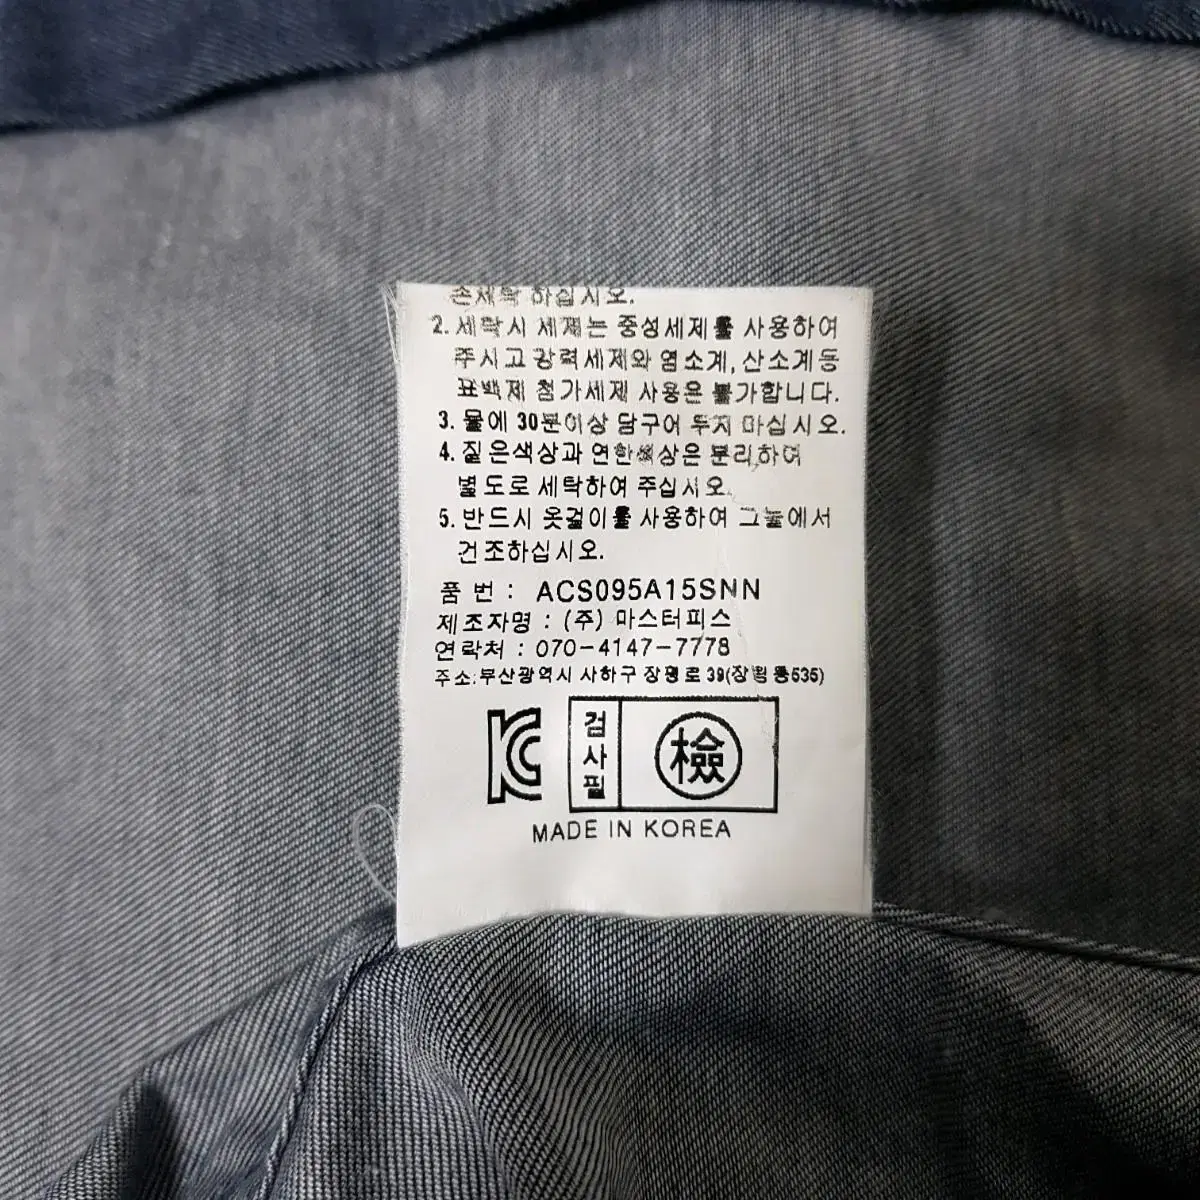 손세탁 하십시오.
2. 세탁시 세제는 중성세제를 사용하여
주시고 강력세제와 염소계, 산소계등
표백제 첨가세제 사용은 불가합니다.
3. 물에 30분이상 담구어 두지 마십시오.
4. 짙은색상과 연한색상은 분리하여
별도로 세탁하여 주십시오.
5. 반드시 옷걸이를 사용하여 그늘에서
건조하십시오.
품 번 : ACS095A15SNN
제조자명 : (주) 마스터피스
연락처 : 070-4147-7778
주소:부산광역시 사하구 장평로 39(장림동535)
KC
검사필
檢
MADE IN KOREA